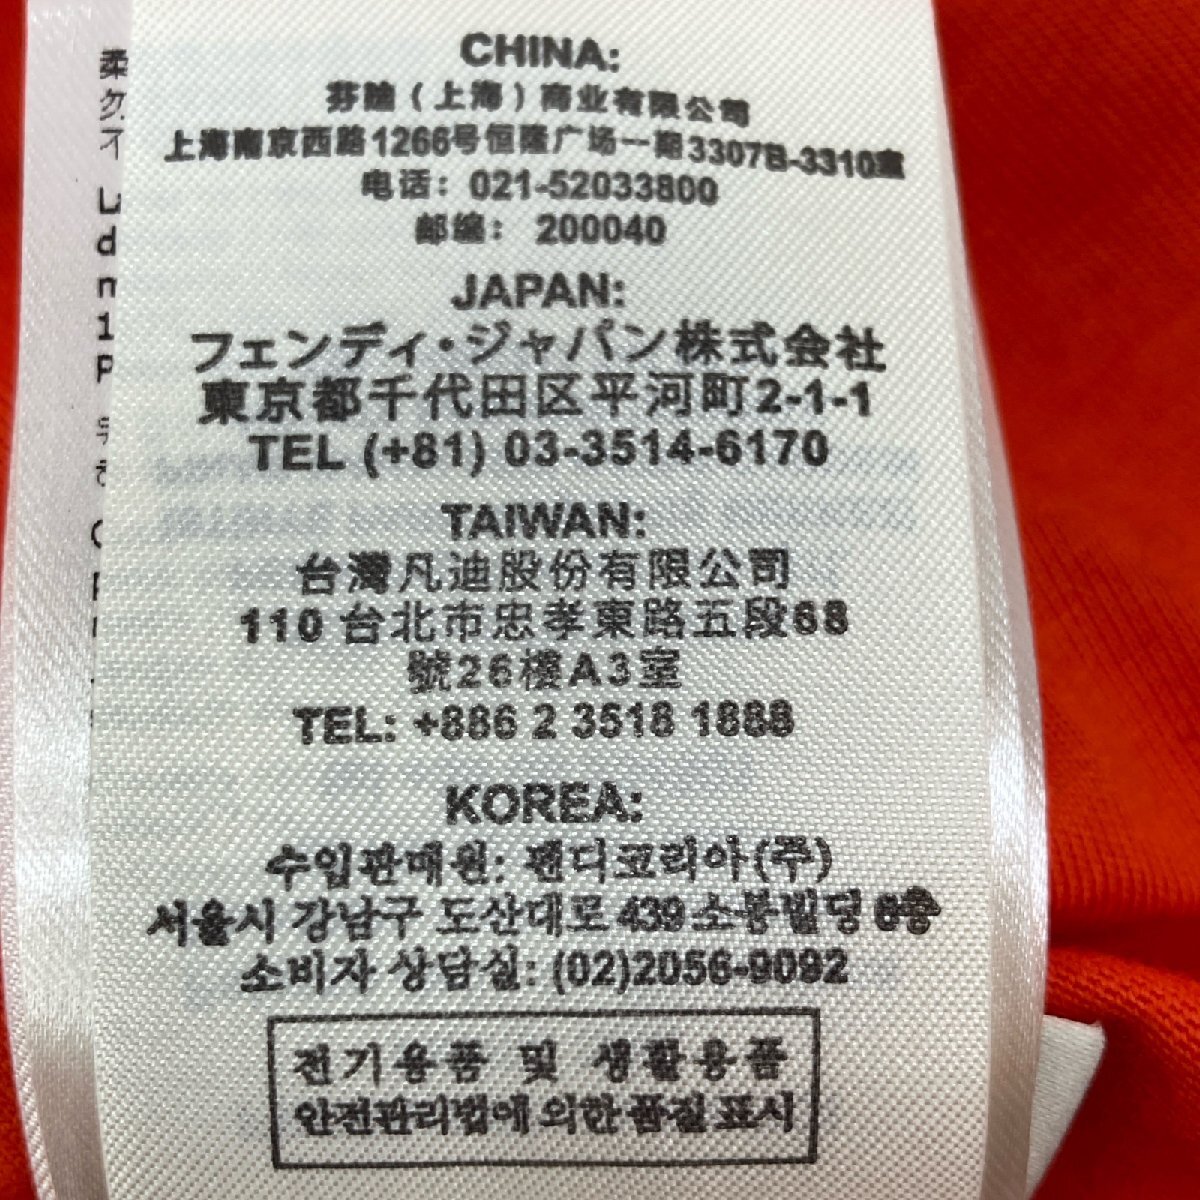 CHINA:
芬迪（上海）商业有限公司
上海南京西路1266号恒隆广场一期3307B-3310室
电话：021-52033800
邮编：200040
JAPAN:
フェンディ・ジャパン株式会社
東京都千代田区平河町2-1-1
TEL (+81) 03-3514-6170
TAIWAN:
台灣凡迪股份有限公司
110 台北市忠孝東路五段68
號26樓A3室
TEL: +886 2 3518 1888
KOREA:
수입판매원: 펜디코리아(주)
서울시 강남구 도산대로 439 소봉빌딩 6층
소비자 상담실: (02)2056-9092
전기용품 및 생활용품
안전관리법에 의한 품질표시
柔
勿
d
1
P